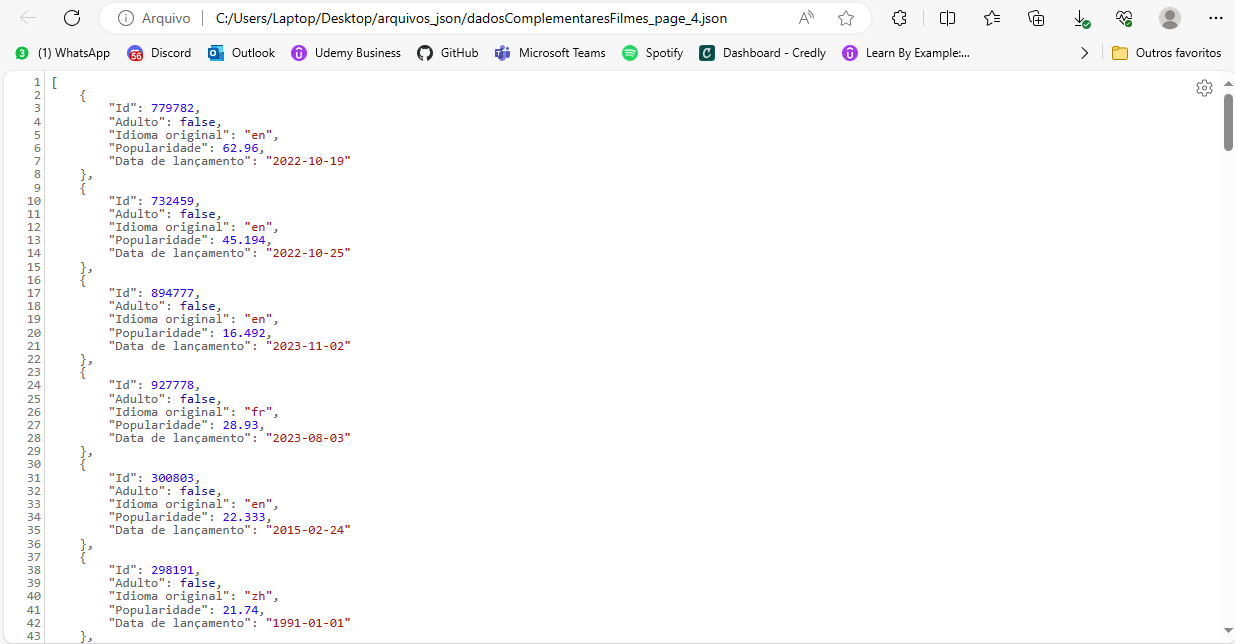 Arquivo C:/Users/Laptop/Desktop/arquivos_json/dadosComplementaresFilmes_page_4.json
(1) WhatsApp Discord Outlook Udemy Business GitHub Microsoft Teams Spotify Dashboard - Credly Learn By Example:... Outros favoritos
1 [
2 {
3 "Id": 779782,
4 "Adulto": false,
5 "Idioma original": "en",
6 "Popularidade": 62.96,
7 "Data de lançamento": "2022-10-19"
8 },
9 {
10 "Id": 732459,
11 "Adulto": false,
12 "Idioma original": "en",
13 "Popularidade": 45.194,
14 "Data de lançamento": "2022-10-25"
15 },
16 {
17 "Id": 894777,
18 "Adulto": false,
19 "Idioma original": "en",
20 "Popularidade": 16.492,
21 "Data de lançamento": "2023-11-02"
22 },
23 {
24 "Id": 927778,
25 "Adulto": false,
26 "Idioma original": "fr",
27 "Popularidade": 28.93,
28 "Data de lançamento": "2023-08-03"
29 },
30 {
31 "Id": 300803,
32 "Adulto": false,
33 "Idioma original": "en",
34 "Popularidade": 22.333,
35 "Data de lançamento": "2015-02-24"
36 },
37 {
38 "Id": 298191,
39 "Adulto": false,
40 "Idioma original": "zh",
41 "Popularidade": 21.74,
42 "Data de lançamento": "1991-01-01"
43 },